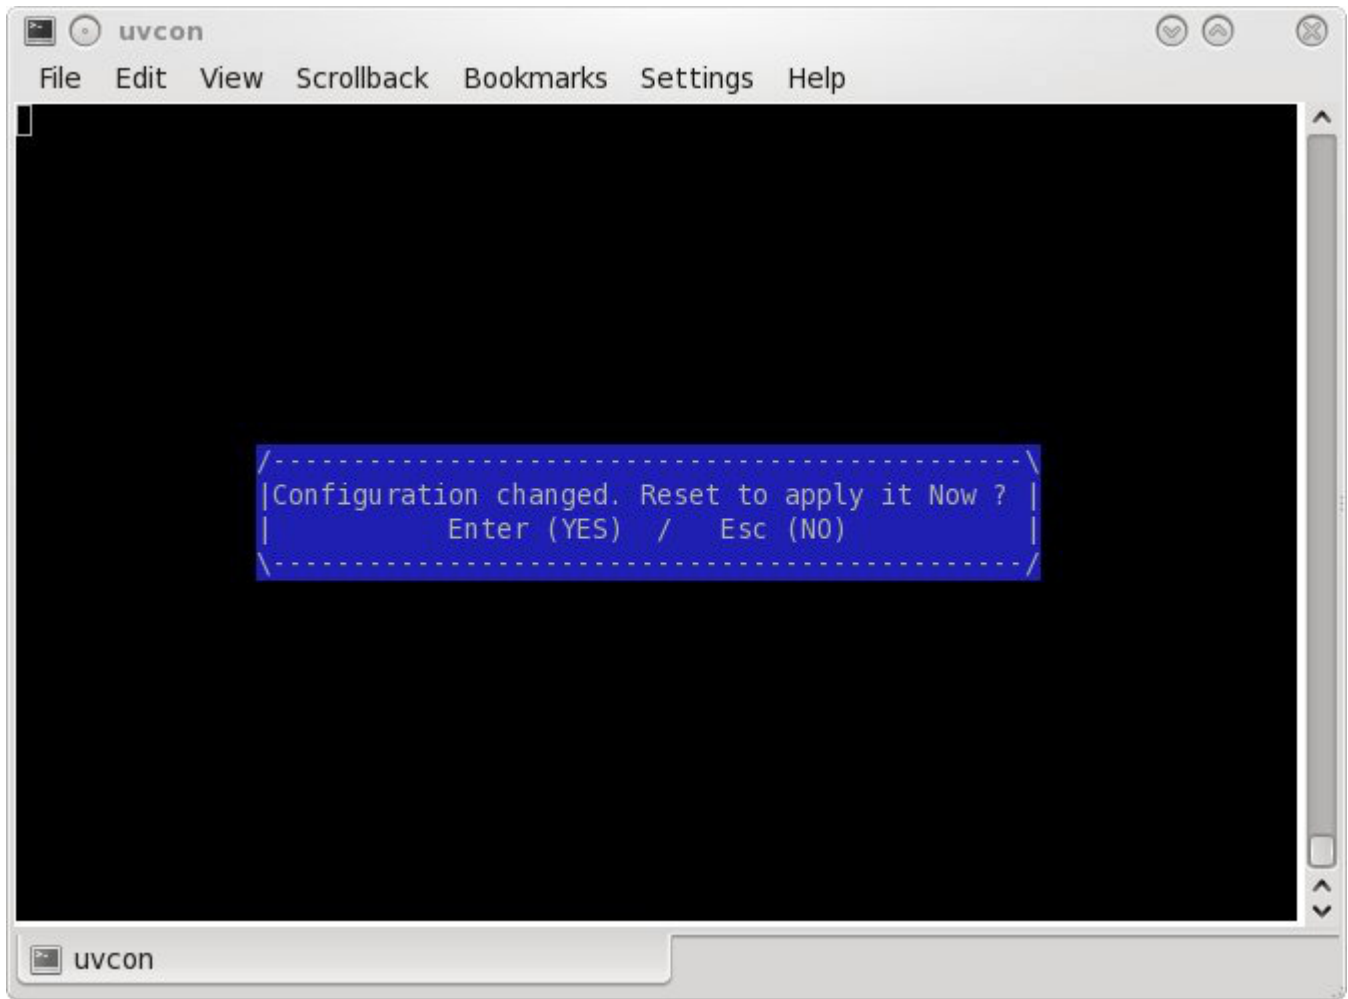 uvcon
File Edit View Scrollback Bookmarks Settings Help
/-----------------------------------------------\
|Configuration changed. Reset to apply it Now ? |
|           Enter (YES)  /   Esc (NO)           |
\-----------------------------------------------/
uvcon